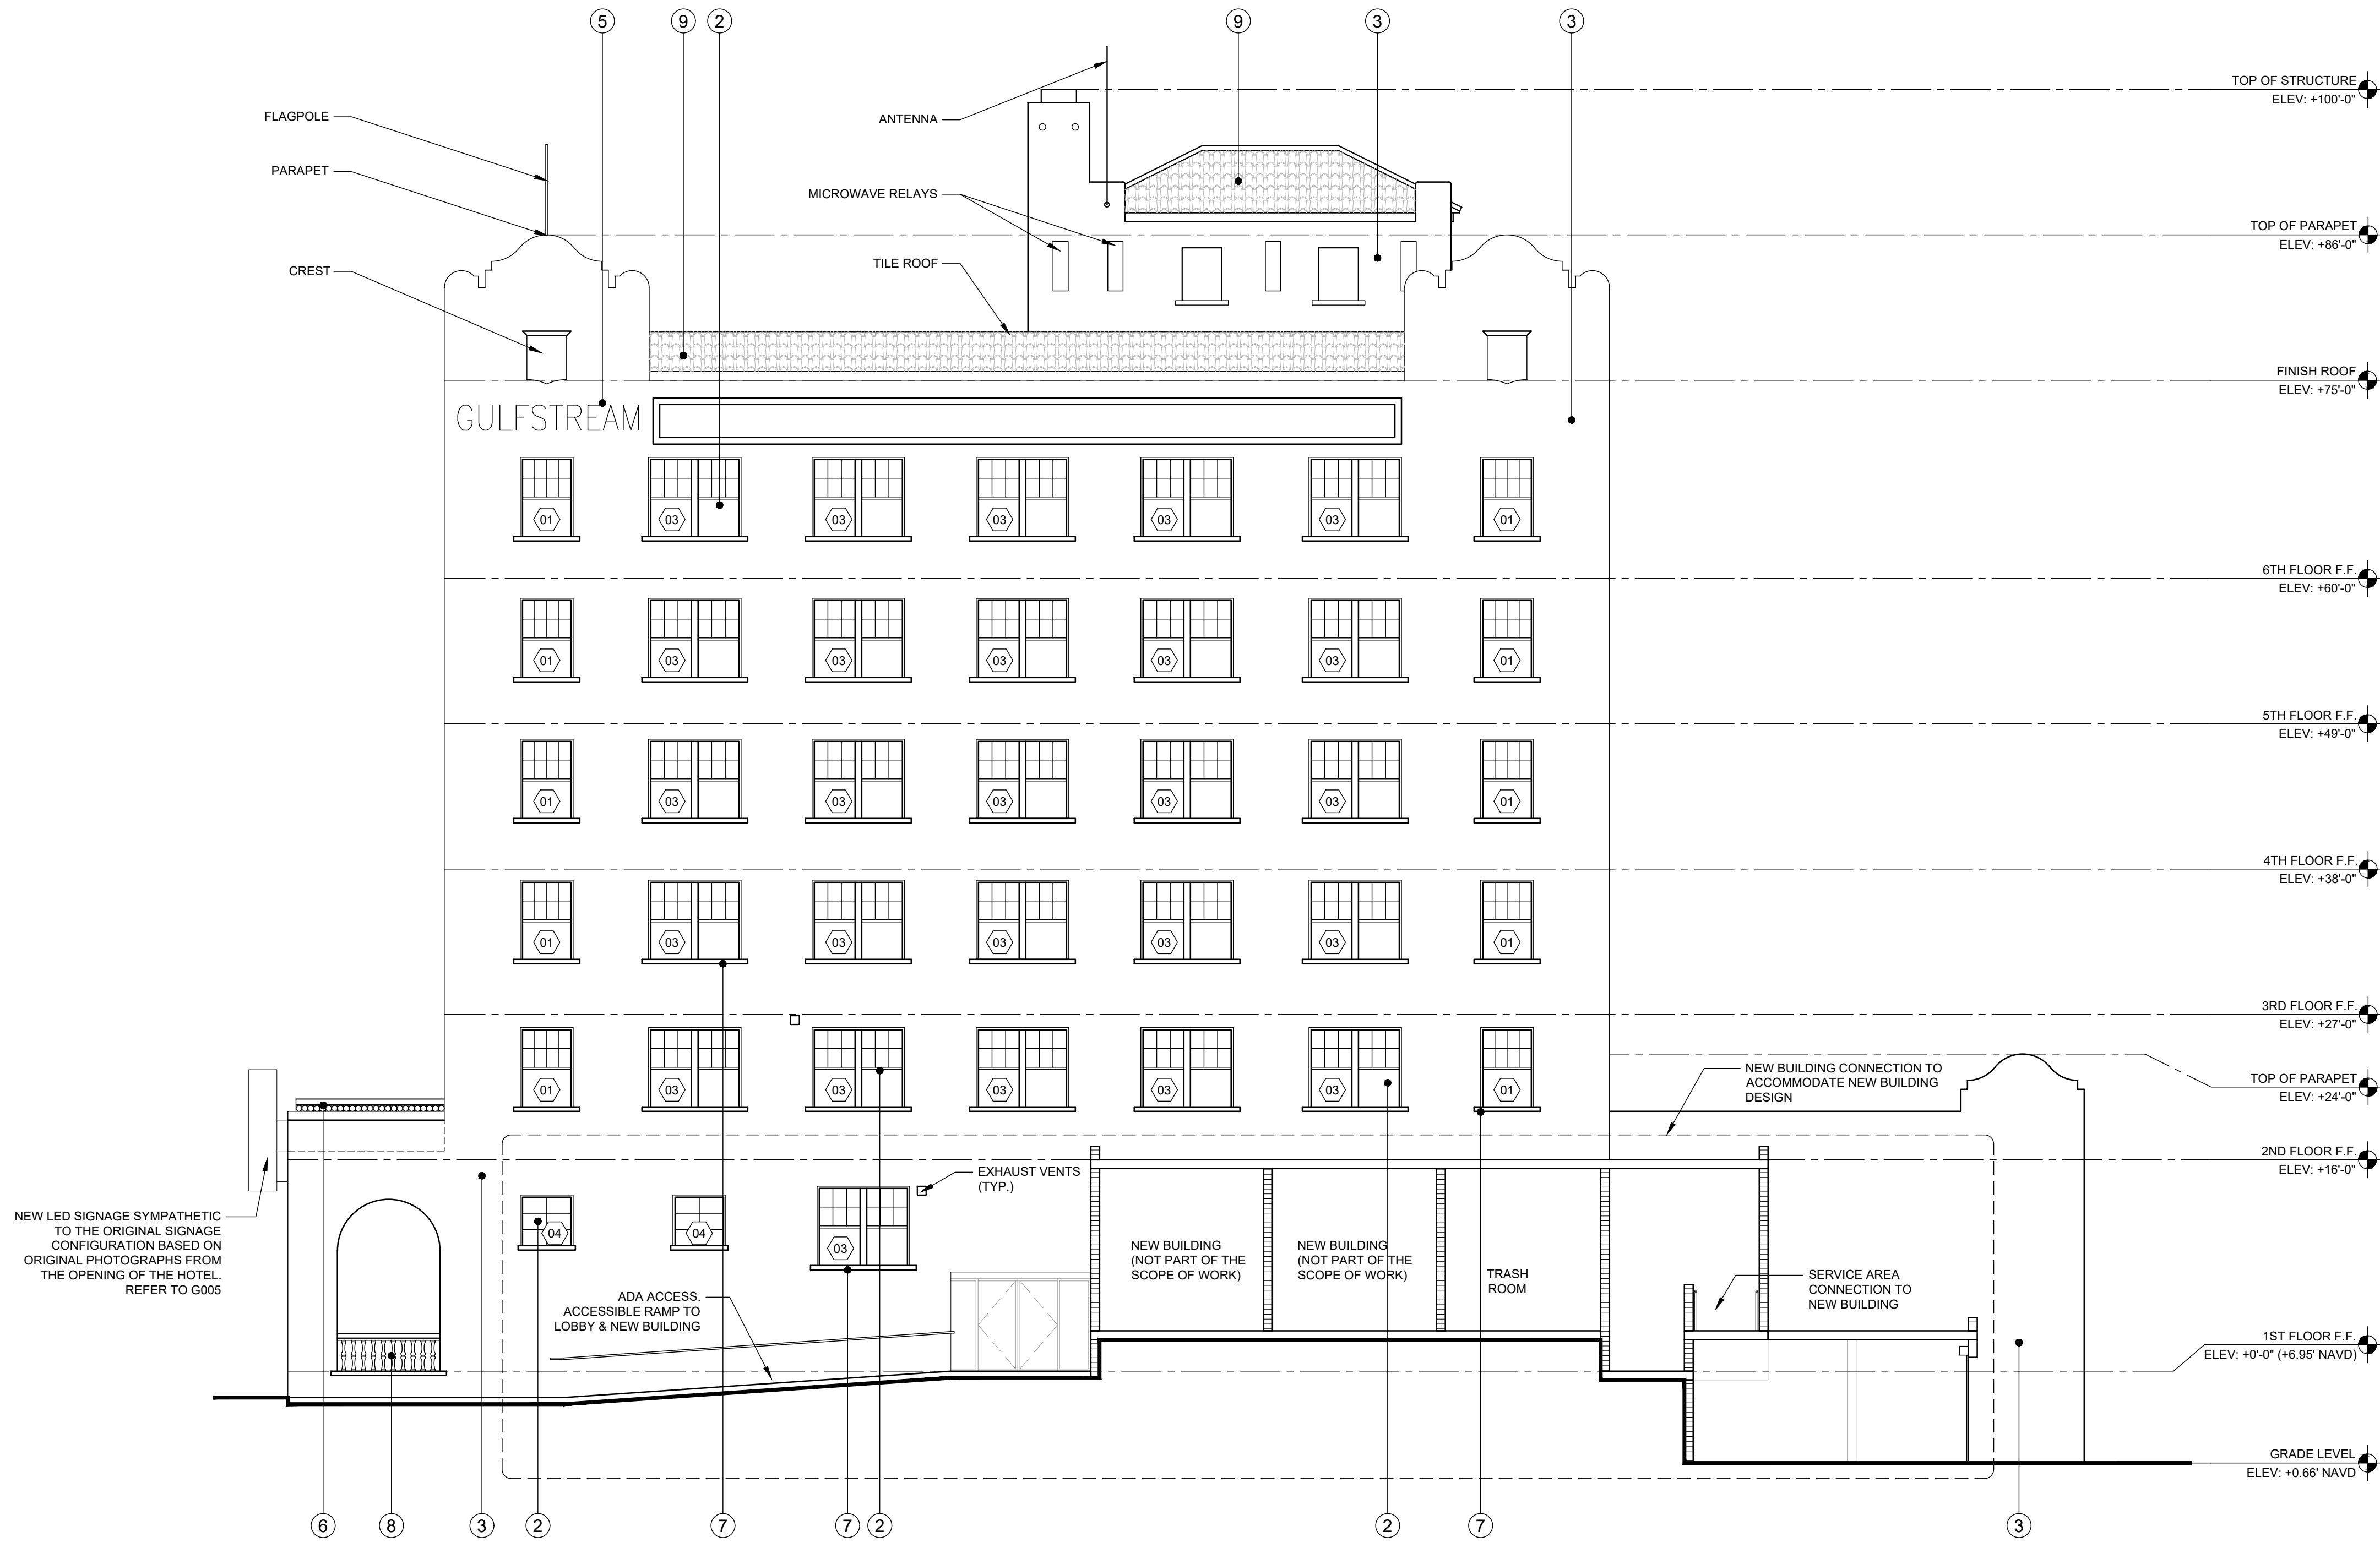 5
9
2
9
3
3
TOP OF STRUCTURE
ELEV: +100'-0"
FLAGPOLE
ANTENNA
PARAPET
MICROWAVE RELAYS
TOP OF PARAPET
ELEV: +86'-0"
CREST
TILE ROOF
FINISH ROOF
ELEV: +75'-0"
GULFSTREAM
01
03
03
03
03
03
01
6TH FLOOR F.F.
ELEV: +60'-0"
01
03
03
03
03
03
01
5TH FLOOR F.F.
ELEV: +49'-0"
01
03
03
03
03
03
01
4TH FLOOR F.F.
ELEV: +38'-0"
01
03
03
03
03
03
01
3RD FLOOR F.F.
ELEV: +27'-0"
01
03
03
03
03
03
01
NEW BUILDING CONNECTION TO
ACCOMMODATE NEW BUILDING
DESIGN
TOP OF PARAPET
ELEV: +24'-0"
2ND FLOOR F.F.
ELEV: +16'-0"
EXHAUST VENTS
(TYP.)
NEW LED SIGNAGE SYMPATHETIC
TO THE ORIGINAL SIGNAGE
CONFIGURATION BASED ON
ORIGINAL PHOTOGRAPHS FROM
THE OPENING OF THE HOTEL.
REFER TO G005
04
04
03
NEW BUILDING
(NOT PART OF THE
SCOPE OF WORK)
NEW BUILDING
(NOT PART OF THE
SCOPE OF WORK)
TRASH
ROOM
SERVICE AREA
CONNECTION TO
NEW BUILDING
ADA ACCESS.
ACCESSIBLE RAMP TO
LOBBY & NEW BUILDING
1ST FLOOR F.F.
ELEV: +0'-0" (+6.95' NAVD)
GRADE LEVEL
ELEV: +0.66' NAVD
6
8
3
2
7
7
2
2
7
3